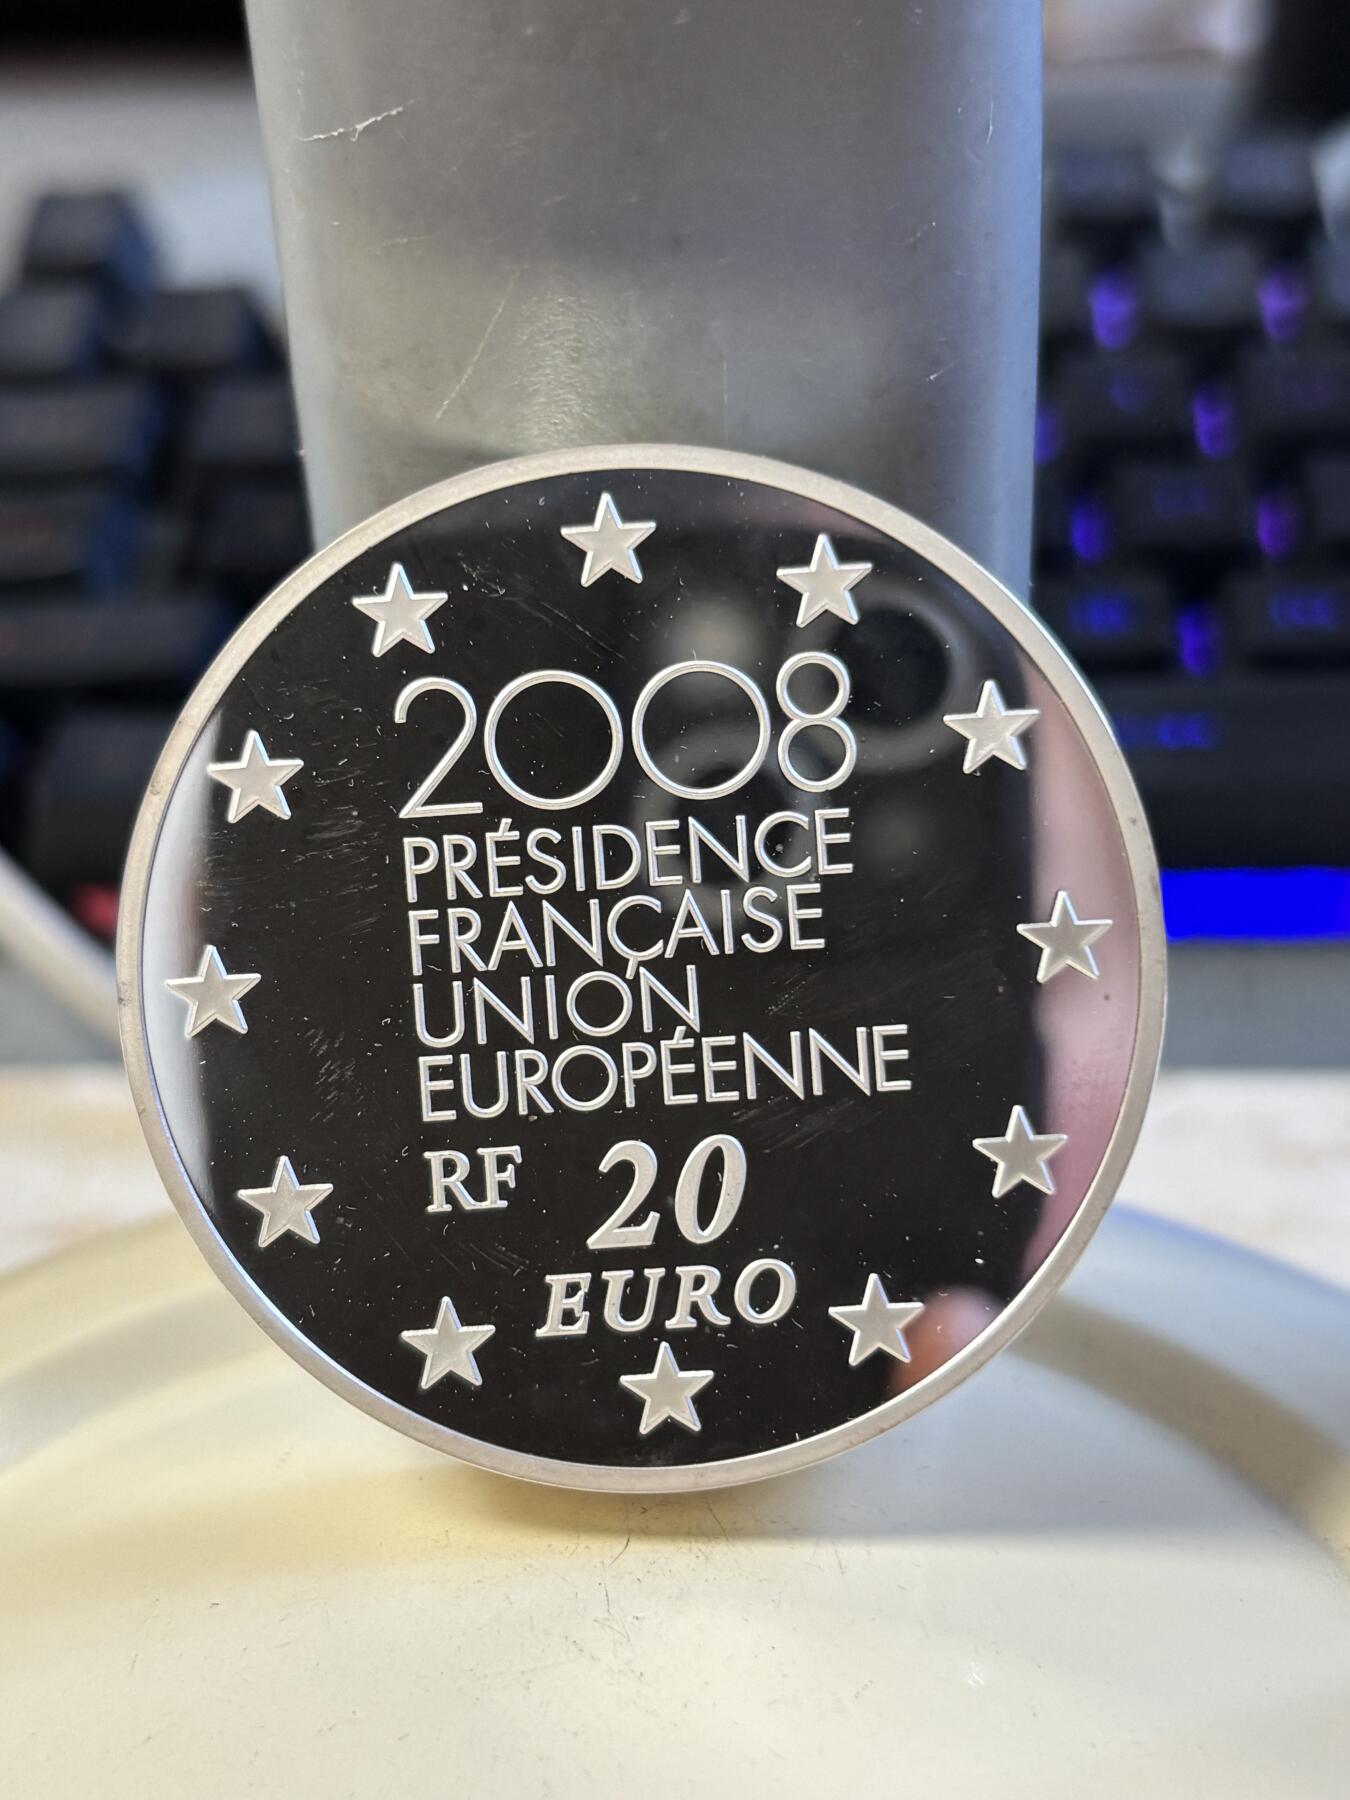 2008
PRÉSIDENCE
FRANÇAISE
UNION
EUROPÉENNE
RF 20
EURO